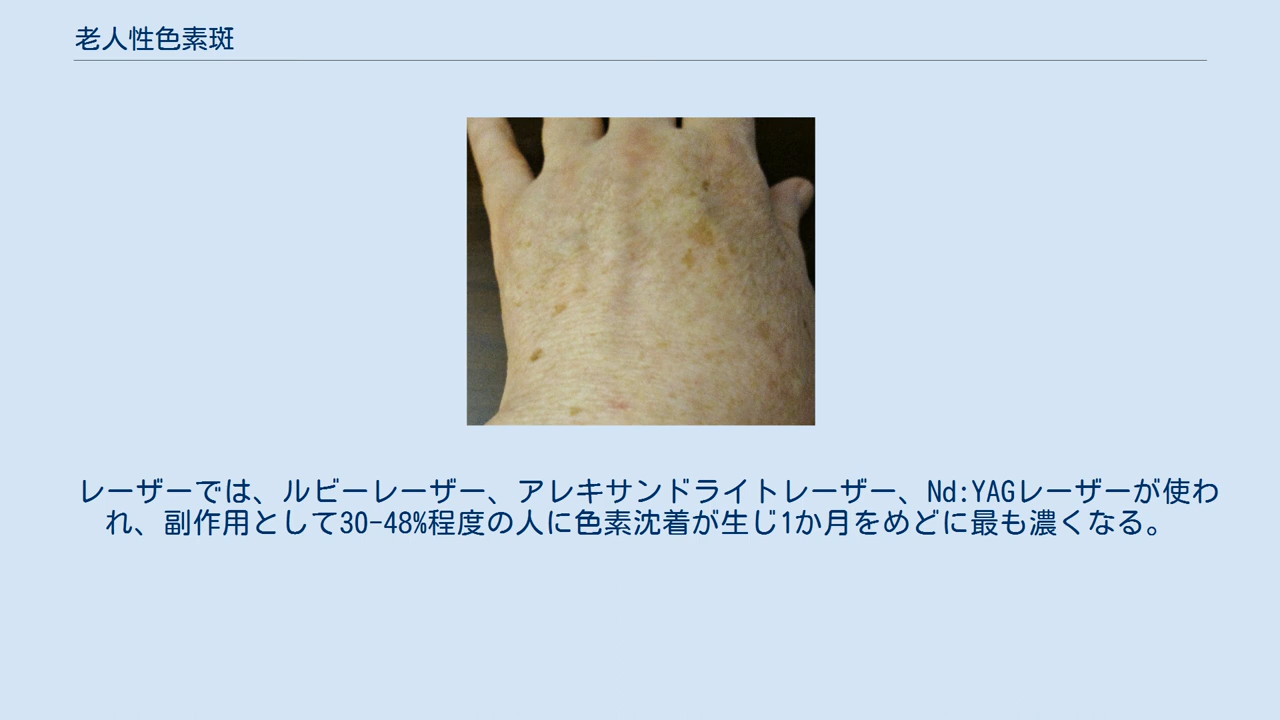 老人性色素斑
レーザーでは、ルビーレーザー、アレキサンドライトレーザー、Nd:YAGレーザーが使わ
れ、副作用として30-48%程度の人に色素沈着が生じ1か月をめどに最も濃くなる。